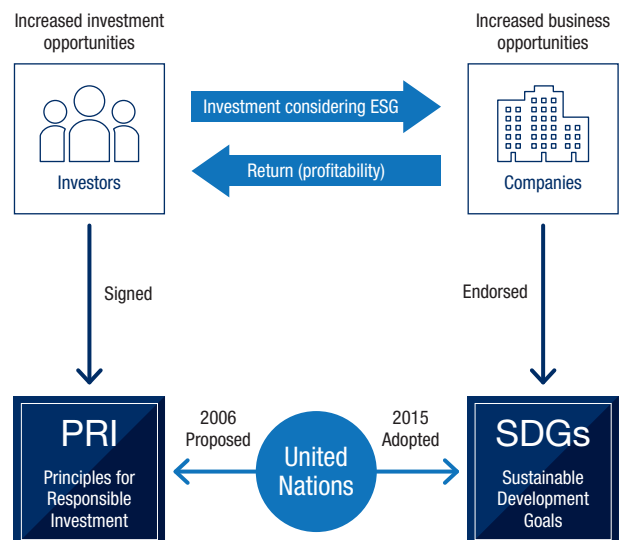 Increased investment
opportunities
Increased business
opportunities
Investment considering ESG
Return (profitability)
Investors
Companies
Signed
Endorsed
PRI
Principles for
Responsible
Investment
2006
Proposed
United
Nations
2015
Adopted
SDGs
Sustainable
Development
Goals